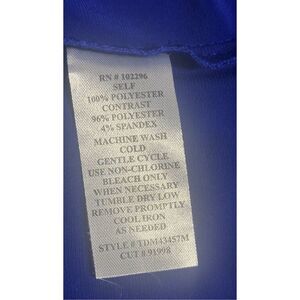 RN # 102296
SELF
100% POLYESTER
CONTRAST
96% POLYESTER
4% SPANDEX
MACHINE WASH
COLD
GENTLE CYCLE
USE NON-CHLORINE
BLEACH ONLY
WHEN NECESSARY
TUMBLE DRY LOW
REMOVE PROMPTLY
COOL IRON
AS NEEDED
STYLE # TDM43457M
CUT # 91998